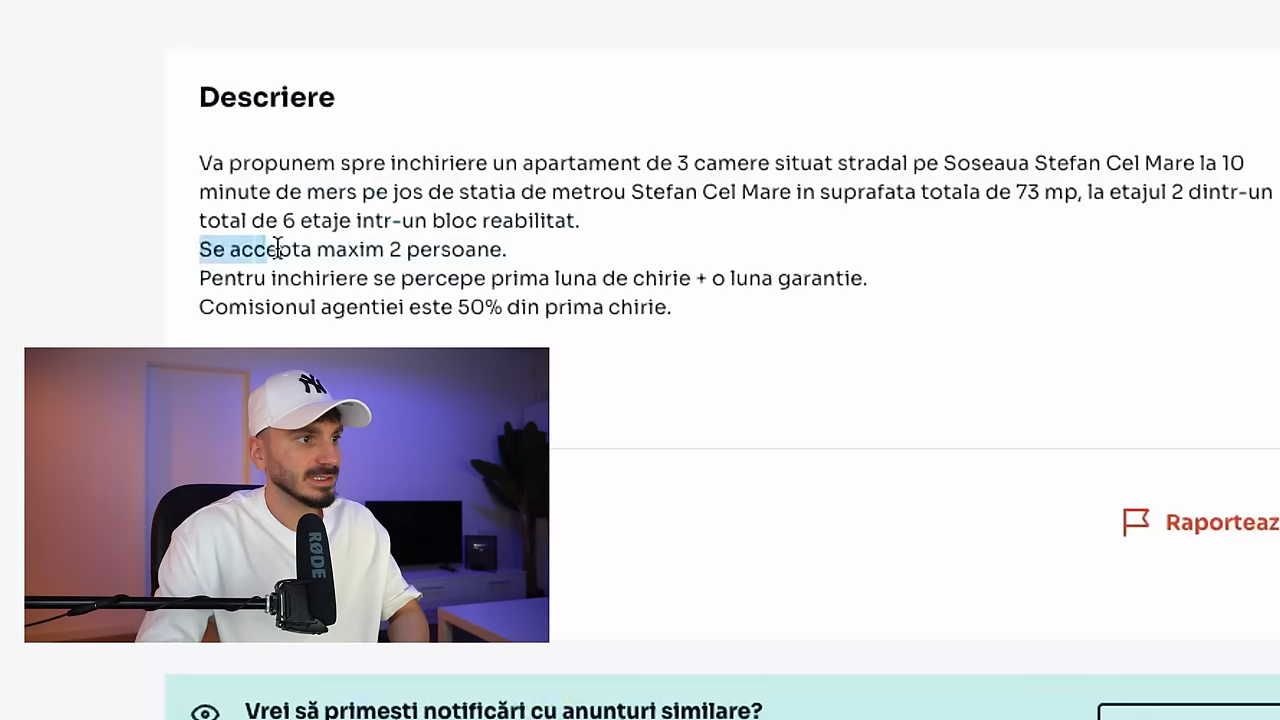 Descriere
Va propunem spre inchiriere un apartament de 3 camere situat stradal pe Soseaua Stefan Cel Mare la 10
minute de mers pe jos de statia de metrou Stefan Cel Mare in suprafata totala de 73 mp, la etajul 2 dintr-un
total de 6 etaje intr-un bloc reabilitat.
Se accepta maxim 2 persoane.
Pentru inchiriere se percepe prima luna de chirie + o luna garantie.
Comisionul agentiei este 50% din prima chirie.
NY
RØDE
Raporteaz
Vrei să primești notificări cu anunțuri similare?